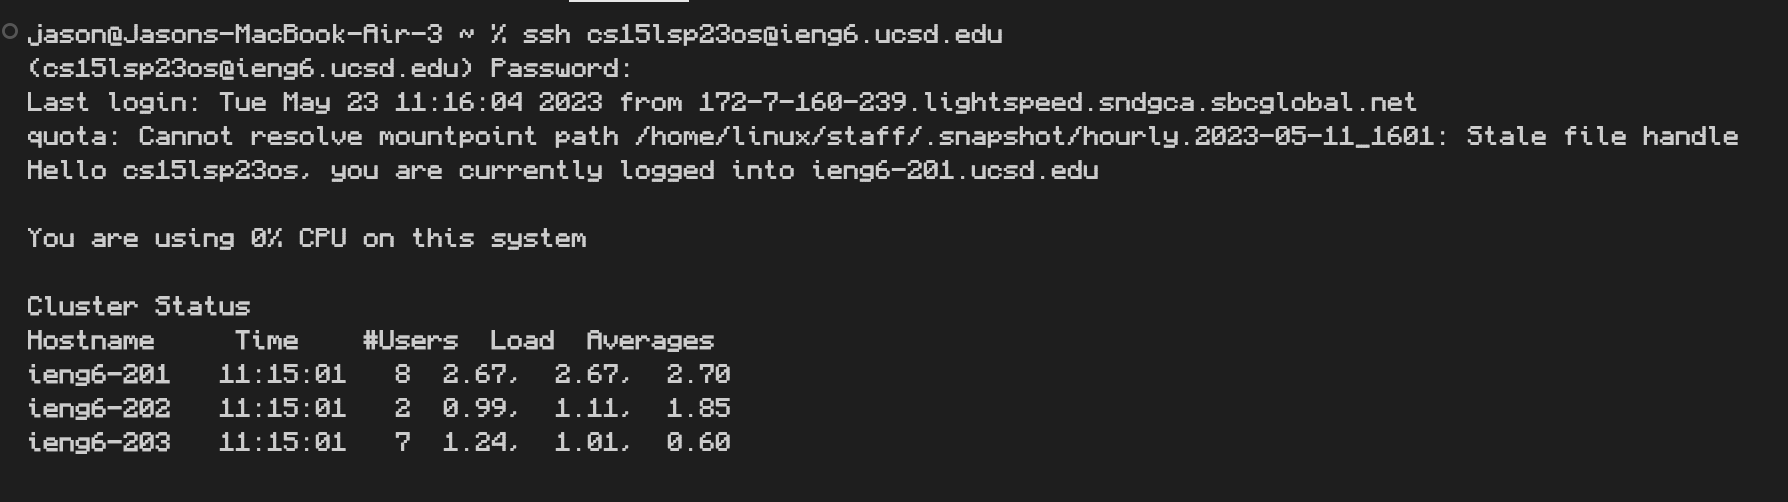 jason@Jasons-MacBook-Air-3 ~ % ssh cs15lsp23os@ieng6.ucsd.edu
(cs15lsp23os@ieng6.ucsd.edu) Password:
Last login: Tue May 23 11:16:04 2023 from 172-7-160-239.lightspeed.sndgca.sbcglobal.net
quota: Cannot resolve mountpoint path /home/linux/staff/.snapshot/hourly.2023-05-11_1601: Stale file handle
Hello cs15lsp23os, you are currently logged into ieng6-201.ucsd.edu
You are using 0% CPU on this system
Cluster Status
Hostname     Time    #Users  Load  Averages
ieng6-201   11:15:01   8  2.67,  2.67,  2.70
ieng6-202   11:15:01   2  0.99,  1.11,  1.85
ieng6-203   11:15:01   7  1.24,  1.01,  0.60